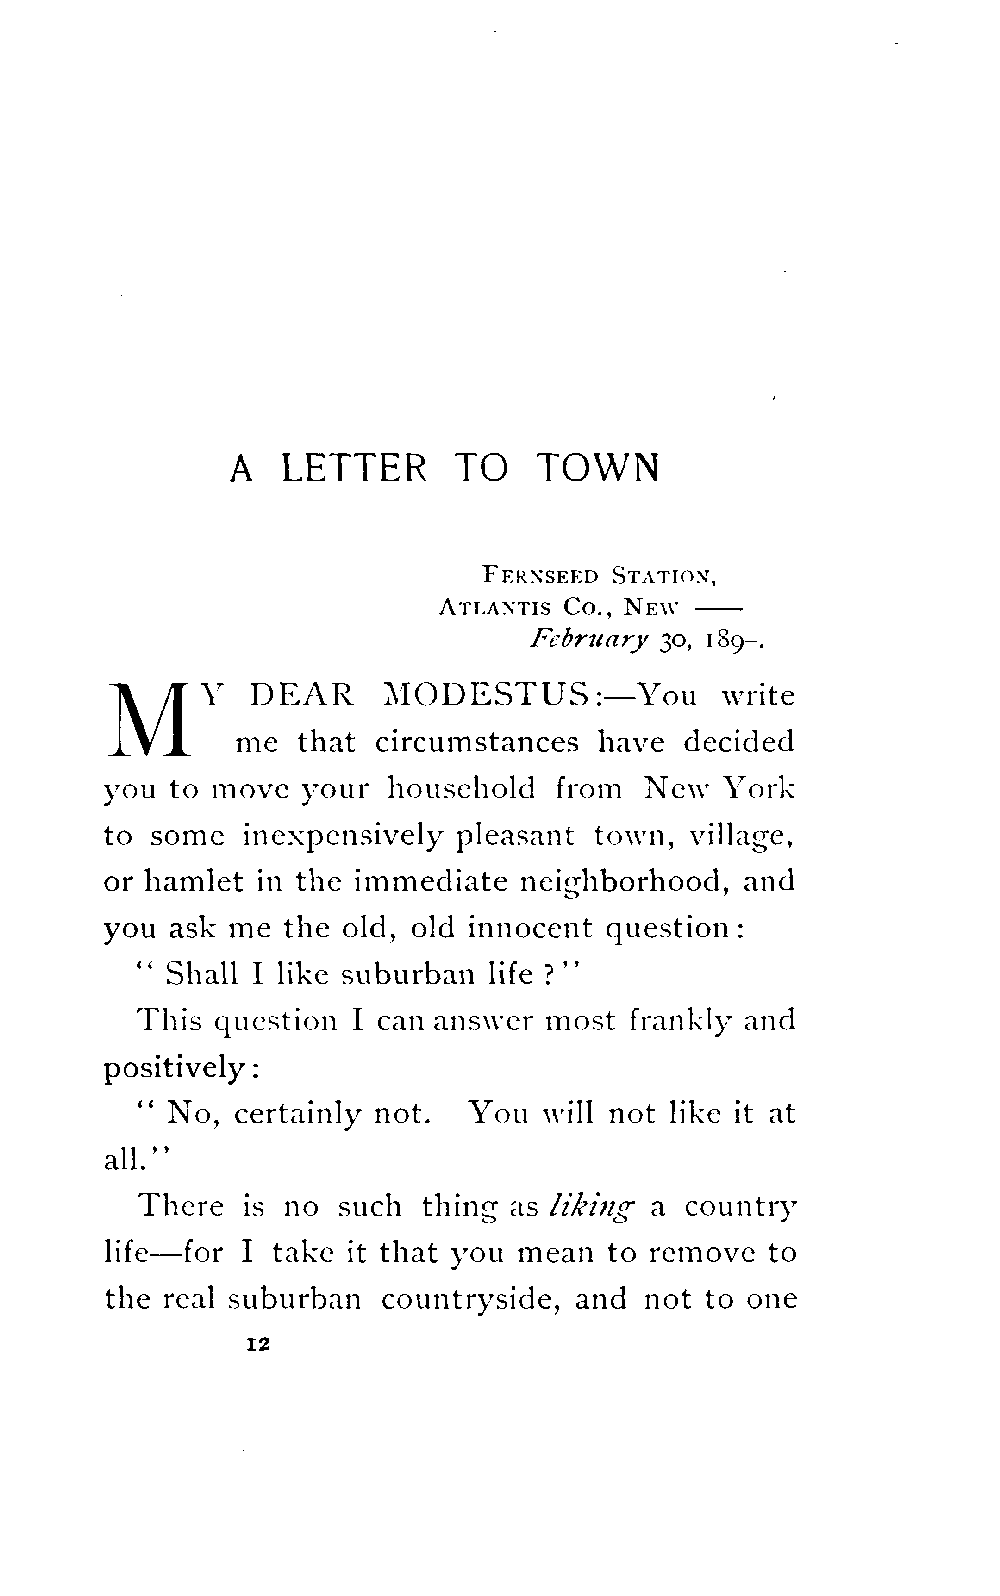 A LETTER TO TOWN
FERNSEED STATION,
ATLANTIS CO., NEW ——
February 30, 189–.
MY DEAR MODESTUS:—You write
me that circumstances have decided
you to move your household from New York
to some inexpensively pleasant town, village,
or hamlet in the immediate neighborhood, and
you ask me the old, old innocent question:
“Shall I like suburban life?”
This question I can answer most frankly and
positively:
“No, certainly not. You will not like it at
all.”
There is no such thing as liking a country
life—for I take it that you mean to remove to
the real suburban countryside, and not to one
12